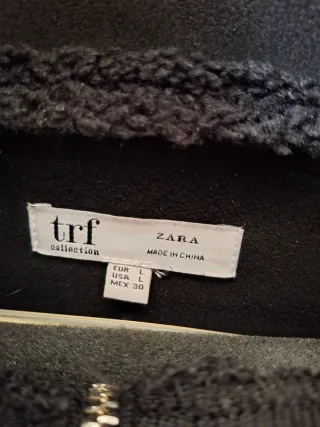 trf
collection
ZARA
MADE IN CHINA
EUR L
USA L
MEX 30